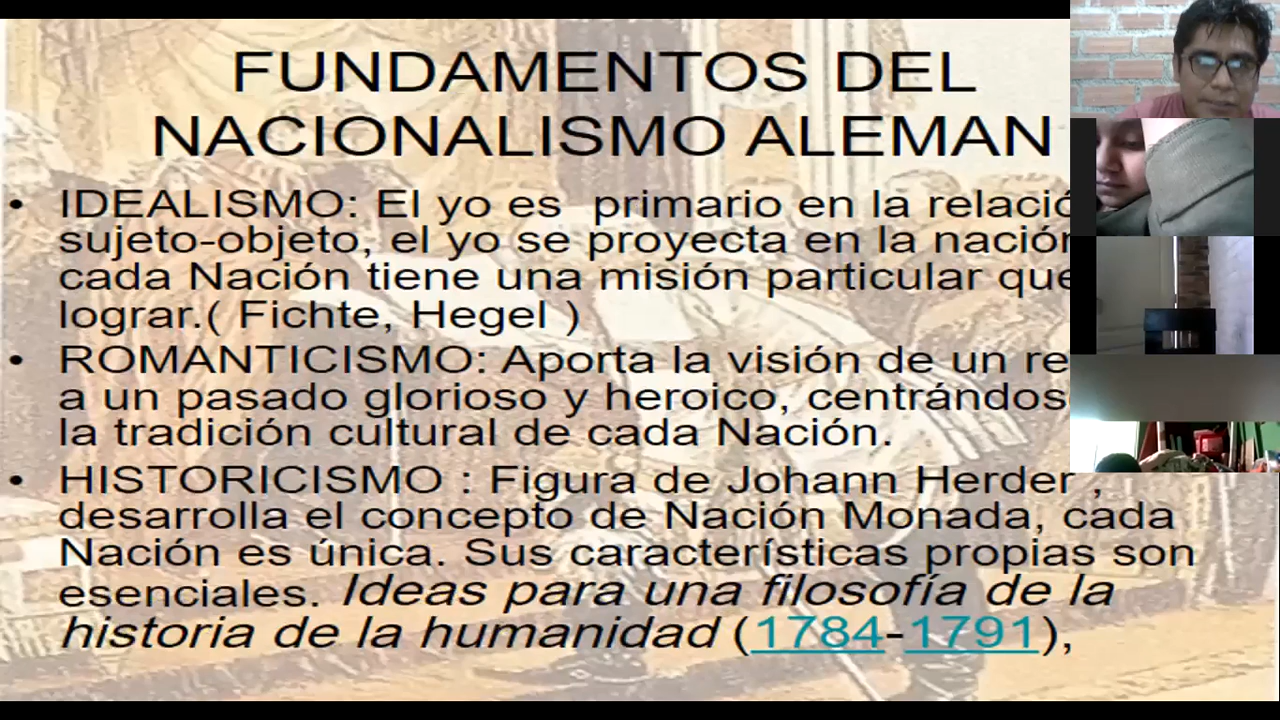 FUNDAMENTOS DEL
NACIONALISMO ALEMAN
• IDEALISMO: El yo es primario en la relació
sujeto-objeto, el yo se proyecta en la nación
cada Nación tiene una misión particular que
lograr.( Fichte, Hegel )
• ROMANTICISMO: Aporta la visión de un re
a un pasado glorioso y heroico, centrándos
la tradición cultural de cada Nación.
• HISTORICISMO : Figura de Johann Herder ,
desarrolla el concepto de Nación Monada, cada
Nación es única. Sus características propias son
esenciales. Ideas para una filosofía de la
historia de la humanidad (1784-1791),